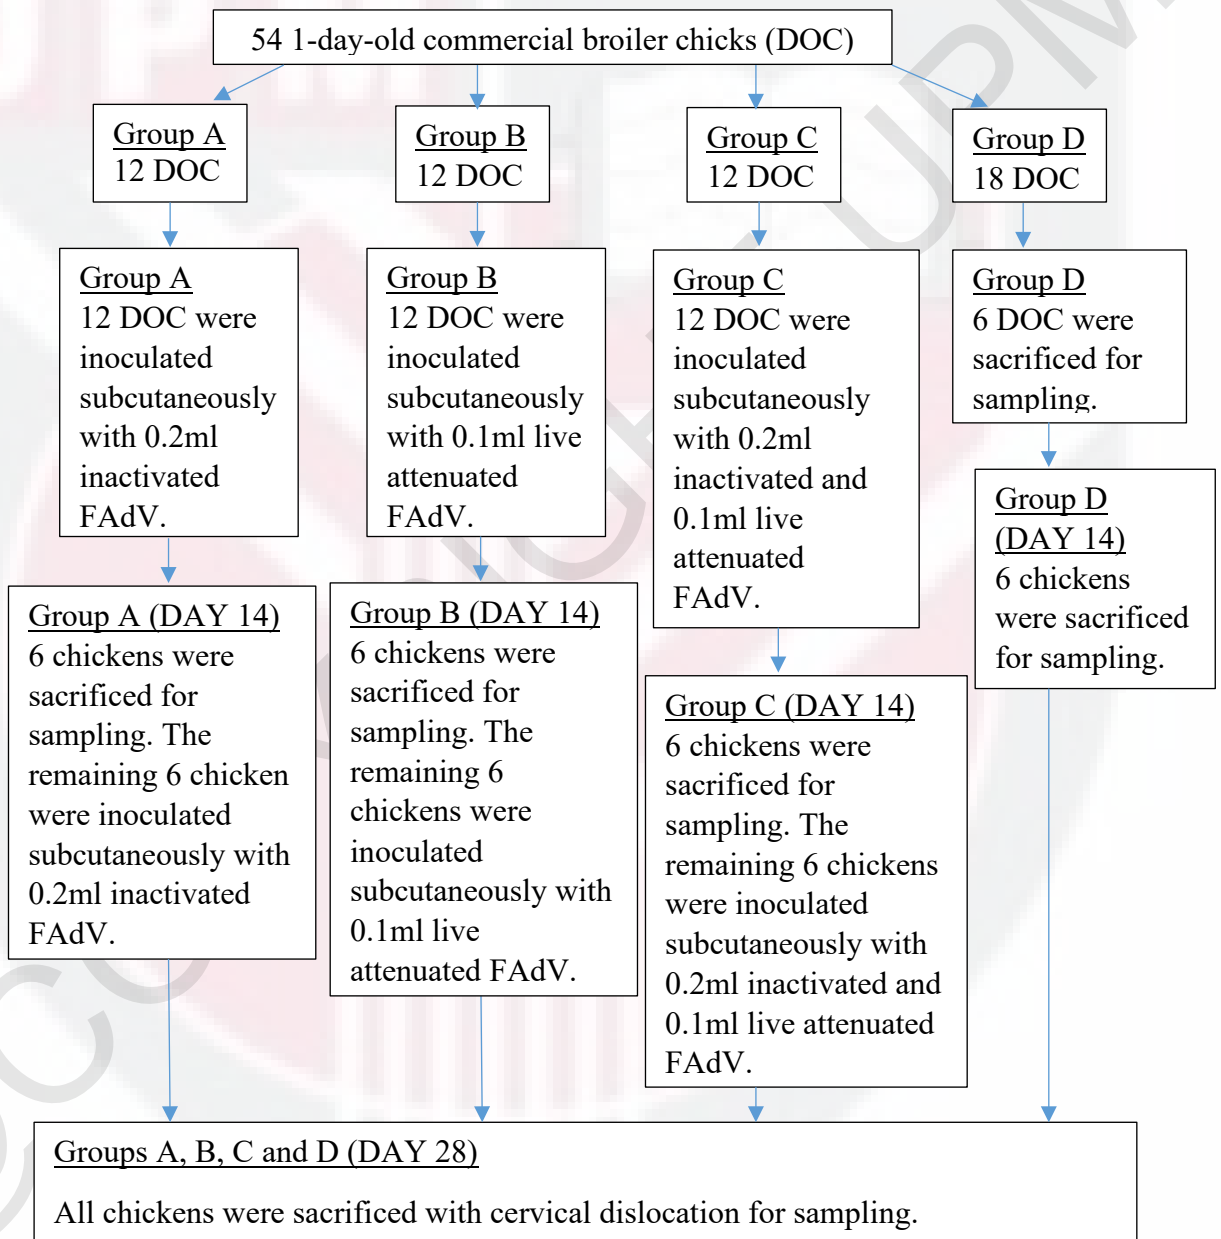 54 1-day-old commercial broiler chicks (DOC)
Group A
12 DOC
Group B
12 DOC
Group C
12 DOC
Group D
18 DOC
Group A
12 DOC were
inoculated
subcutaneously
with 0.2ml
inactivated
FAdV.
Group B
12 DOC were
inoculated
subcutaneously
with 0.1ml live
attenuated
FAdV.
Group C
12 DOC were
inoculated
subcutaneously
with 0.2ml
inactivated and
0.1ml live
attenuated
FAdV.
Group D
6 DOC were
sacrificed for
sampling.
Group A (DAY 14)
6 chickens were
sacrificed for
sampling. The
remaining 6 chicken
were inoculated
subcutaneously with
0.2ml inactivated
FAdV.
Group B (DAY 14)
6 chickens were
sacrificed for
sampling. The
remaining 6
chickens were
inoculated
subcutaneously with
0.1ml live
attenuated FAdV.
Group C (DAY 14)
6 chickens were
sacrificed for
sampling. The
remaining 6 chickens
were inoculated
subcutaneously with
0.2ml inactivated and
0.1ml live attenuated
FAdV.
Group D
(DAY 14)
6 chickens
were sacrificed
for sampling.
Groups A, B, C and D (DAY 28)
All chickens were sacrificed with cervical dislocation for sampling.